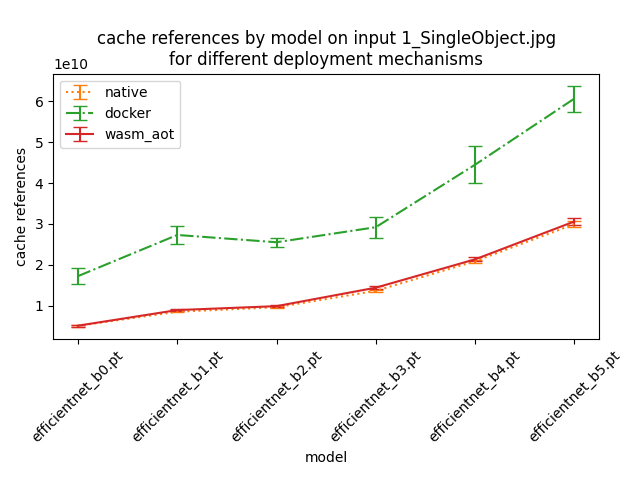 cache references by model on input 1_SingleObject.jpg
for different deployment mechanisms
1e10
native
docker
wasm_aot
6
5
4
3
2
1
cache references
efficientnet_b0.pt
efficientnet_b1.pt
efficientnet_b2.pt
efficientnet_b3.pt
efficientnet_b4.pt
efficientnet_b5.pt
model